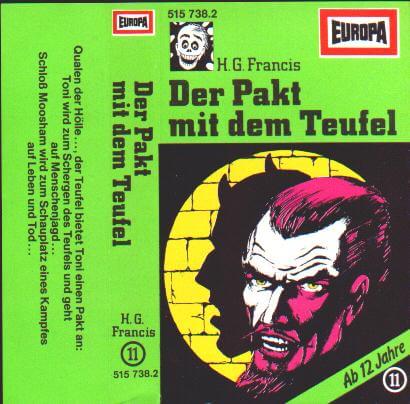 EUROPA
Der Pakt
mit dem Teufel
Qualen der Hölle..., der Teufel bietet Toni einen Pakt an:
Toni wird zum Schergen des Teufels und geht
auf Menschenjagd...
Schloß Moosham wird zum Schauplatz eines Kampfes
auf Leben und Tod...
H.G.
Francis
11
515 738.2
515 738.2
EUROPA
H.G. Francis
Der Pakt
mit dem Teufel
Ab 12 Jahre
11